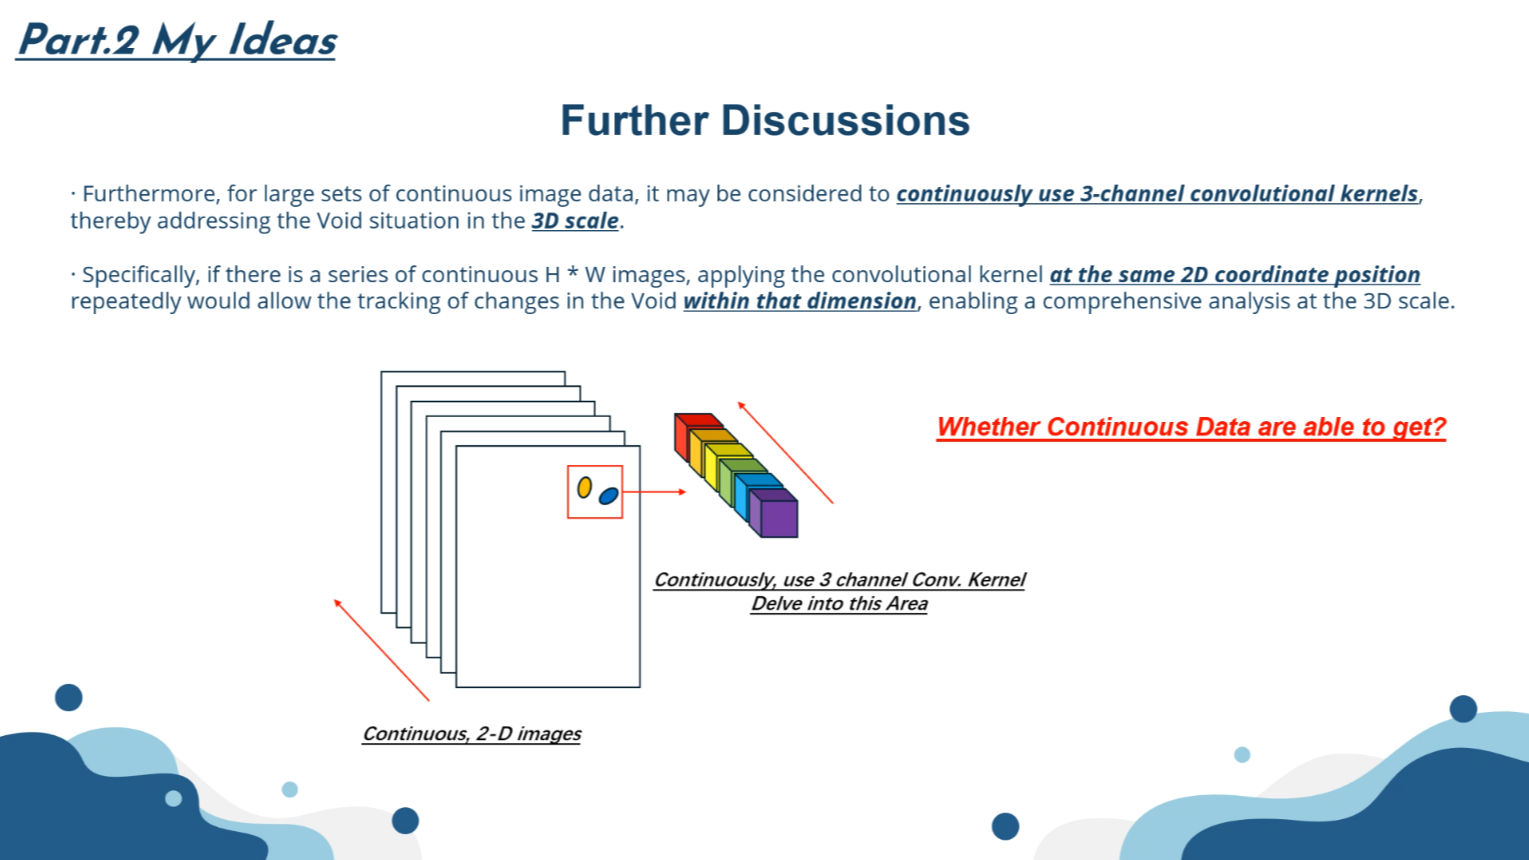 Part.2 My Ideas
Further Discussions
· Furthermore, for large sets of continuous image data, it may be considered to continuously use 3-channel convolutional kernels,
thereby addressing the Void situation in the 3D scale.
· Specifically, if there is a series of continuous H * W images, applying the convolutional kernel at the same 2D coordinate position
repeatedly would allow the tracking of changes in the Void within that dimension, enabling a comprehensive analysis at the 3D scale.
Whether Continuous Data are able to get?
Continuously, use 3 channel Conv. Kernel
Delve into this Area
Continuous, 2-D images